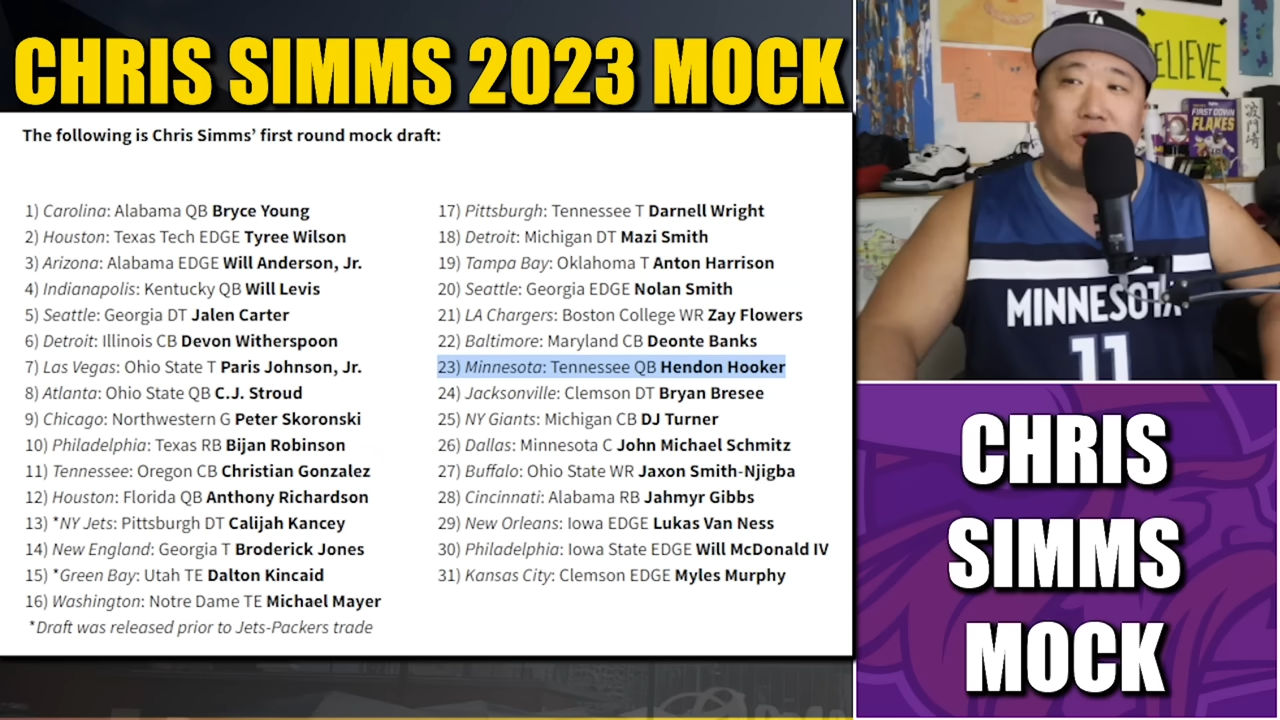 CHRIS SIMMS 2023 MOCK
The following is Chris Simms’ first round mock draft:
1) Carolina: Alabama QB Bryce Young
2) Houston: Texas Tech EDGE Tyree Wilson
3) Arizona: Alabama EDGE Will Anderson, Jr.
4) Indianapolis: Kentucky QB Will Levis
5) Seattle: Georgia DT Jalen Carter
6) Detroit: Illinois CB Devon Witherspoon
7) Las Vegas: Ohio State T Paris Johnson, Jr.
8) Atlanta: Ohio State QB C.J. Stroud
9) Chicago: Northwestern G Peter Skoronski
10) Philadelphia: Texas RB Bijan Robinson
11) Tennessee: Oregon CB Christian Gonzalez
12) Houston: Florida QB Anthony Richardson
13) *NY Jets: Pittsburgh DT Calijah Kancey
14) New England: Georgia T Broderick Jones
15) *Green Bay: Utah TE Dalton Kincaid
16) Washington: Notre Dame TE Michael Mayer
*Draft was released prior to Jets-Packers trade
17) Pittsburgh: Tennessee T Darnell Wright
18) Detroit: Michigan DT Mazi Smith
19) Tampa Bay: Oklahoma T Anton Harrison
20) Seattle: Georgia EDGE Nolan Smith
21) LA Chargers: Boston College WR Zay Flowers
22) Baltimore: Maryland CB Deonte Banks
23) Minnesota: Tennessee QB Hendon Hooker
24) Jacksonville: Clemson DT Bryan Bresee
25) NY Giants: Michigan CB DJ Turner
26) Dallas: Minnesota C John Michael Schmitz
27) Buffalo: Ohio State WR Jaxon Smith-Njigba
28) Cincinnati: Alabama RB Jahmyr Gibbs
29) New Orleans: Iowa EDGE Lukas Van Ness
30) Philadelphia: Iowa State EDGE Will McDonald IV
31) Kansas City: Clemson EDGE Myles Murphy
TA
BELIEVE
FIRST DOWN
FLAKES
MINNESOTA
11
CHRIS
SIMMS
MOCK